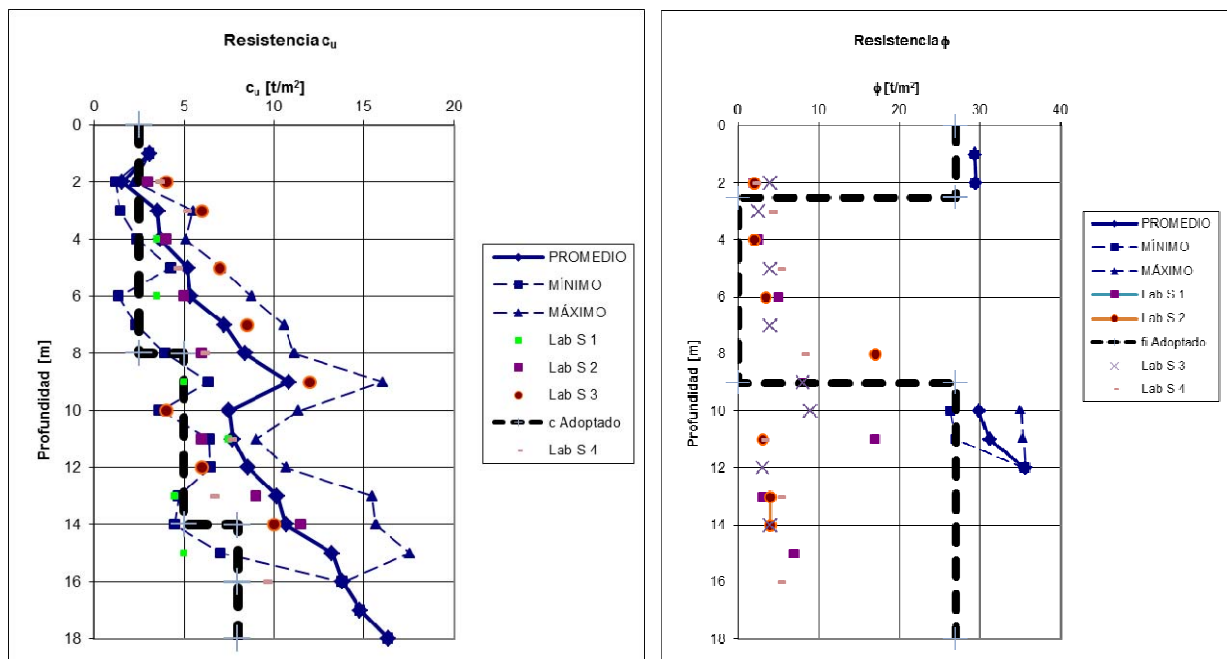 Resistencia cu
cu [t/m²]
0 5 10 15 20
0
2
4
6
8
10
12
14
16
18
Profundidad [m]
PROMEDIO
MÍNIMO
MÁXIMO
Lab S 1
Lab S 2
Lab S 3
c Adoptado
Lab S 4
Resistencia ϕ
ϕ [t/m²]
0 10 20 30 40
0
2
4
6
8
10
12
14
16
18
Profundidad [m]
PROMEDIO
MÍNIMO
MÁXIMO
Lab S 1
Lab S 2
fi Adoptado
Lab S 3
Lab S 4